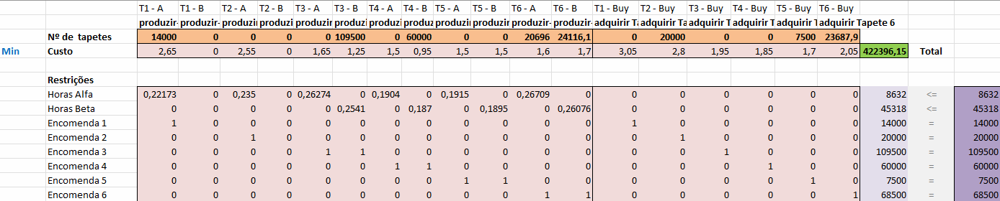 T1 - A T1 - B T2 - A T2 - B T3 - A T3 - B T4 - A T4 - B T5 - A T5 - B T6 - A T6 - B T1 - Buy T2 - Buy T3 - Buy T4 - Buy T5 - Buy T6 - Buy
produzir- produzir- produzir- produzir- produzir- produzir- produzir- produzir- produzir- produzir- produzir- produzir- adquirir Ta adquirir Ta adquirir T adquirir T adquirir T adquirir Tapete 6
Nº de tapetes 14000 0 0 0 0 109500 0 60000 0 0 20696 24116,1 0 20000 0 0 7500 23687,9
Min Custo 2,65 0 2,55 0 1,65 1,25 1,5 0,95 1,5 1,5 1,6 1,7 3,05 2,8 1,95 1,85 1,7 2,05 422396,15 Total
Restrições
Horas Alfa 0,22173 0 0,235 0 0,26274 0 0,1904 0 0,1915 0 0,26709 0 0 0 0 0 0 0 8632 <= 8632
Horas Beta 0 0 0 0 0 0,2541 0 0,187 0 0,1895 0 0,26076 0 0 0 0 0 0 45318 <= 45318
Encomenda 1 1 0 0 0 0 0 0 0 0 0 0 0 1 0 0 0 0 0 14000 = 14000
Encomenda 2 0 0 1 0 0 0 0 0 0 0 0 0 0 1 0 0 0 0 20000 = 20000
Encomenda 3 0 0 0 0 1 1 0 0 0 0 0 0 0 0 1 0 0 0 109500 = 109500
Encomenda 4 0 0 0 0 0 0 1 1 0 0 0 0 0 0 0 1 0 0 60000 = 60000
Encomenda 5 0 0 0 0 0 0 0 0 1 1 0 0 0 0 0 0 1 0 7500 = 7500
Encomenda 6 0 0 0 0 0 0 0 0 0 0 1 1 0 0 0 0 0 1 68500 = 68500